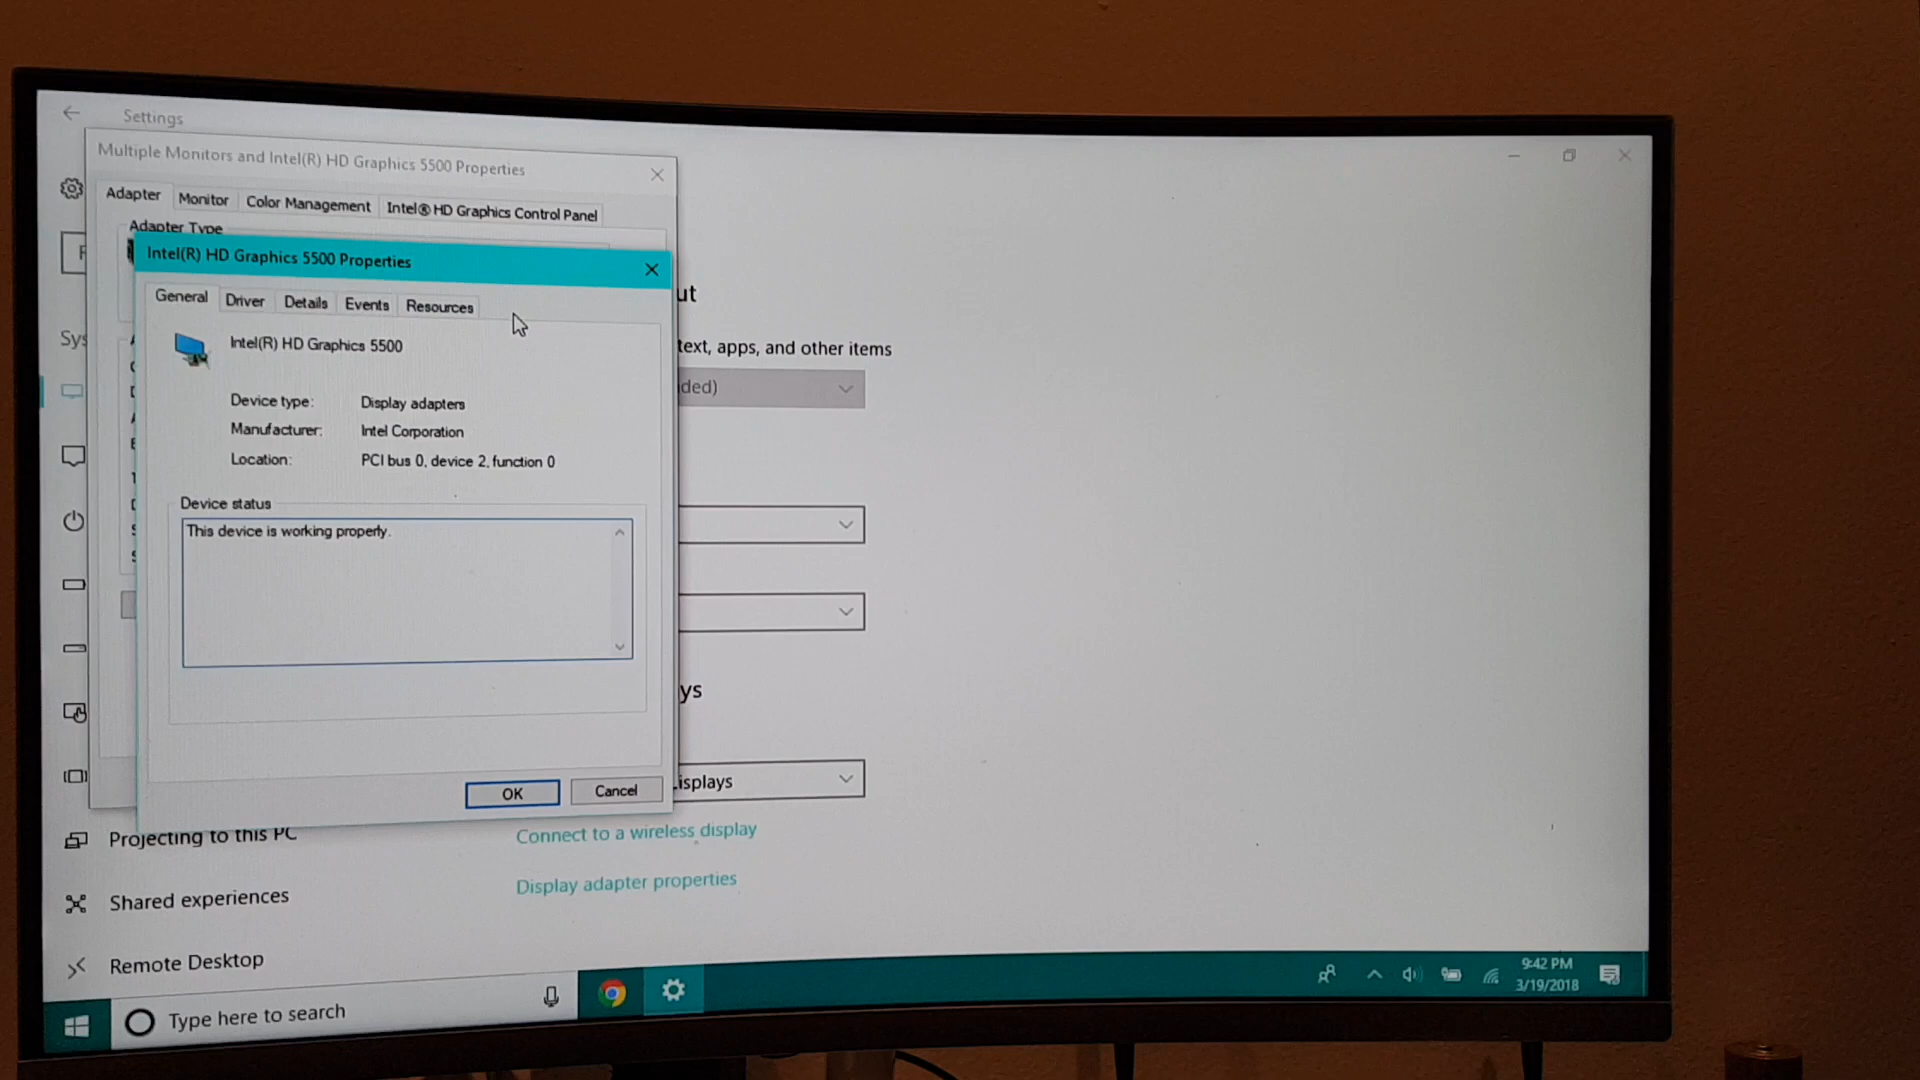 Settings
Multiple Monitors and Intel(R) HD Graphics 5500 Properties
Adapter Monitor Color Management Intel® HD Graphics Control Panel
Adapter Type
Intel(R) HD Graphics 5500 Properties
General Driver Details Events Resources
Intel(R) HD Graphics 5500
Device type: Display adapters
Manufacturer: Intel Corporation
Location: PCI bus 0, device 2, function 0
Device status
This device is working properly.
OK Cancel
Sys
ut
text, apps, and other items
ded)
ys
isplays
Connect to a wireless display
Display adapter properties
Projecting to this PC
Shared experiences
Remote Desktop
Type here to search
9:42 PM
3/19/2018